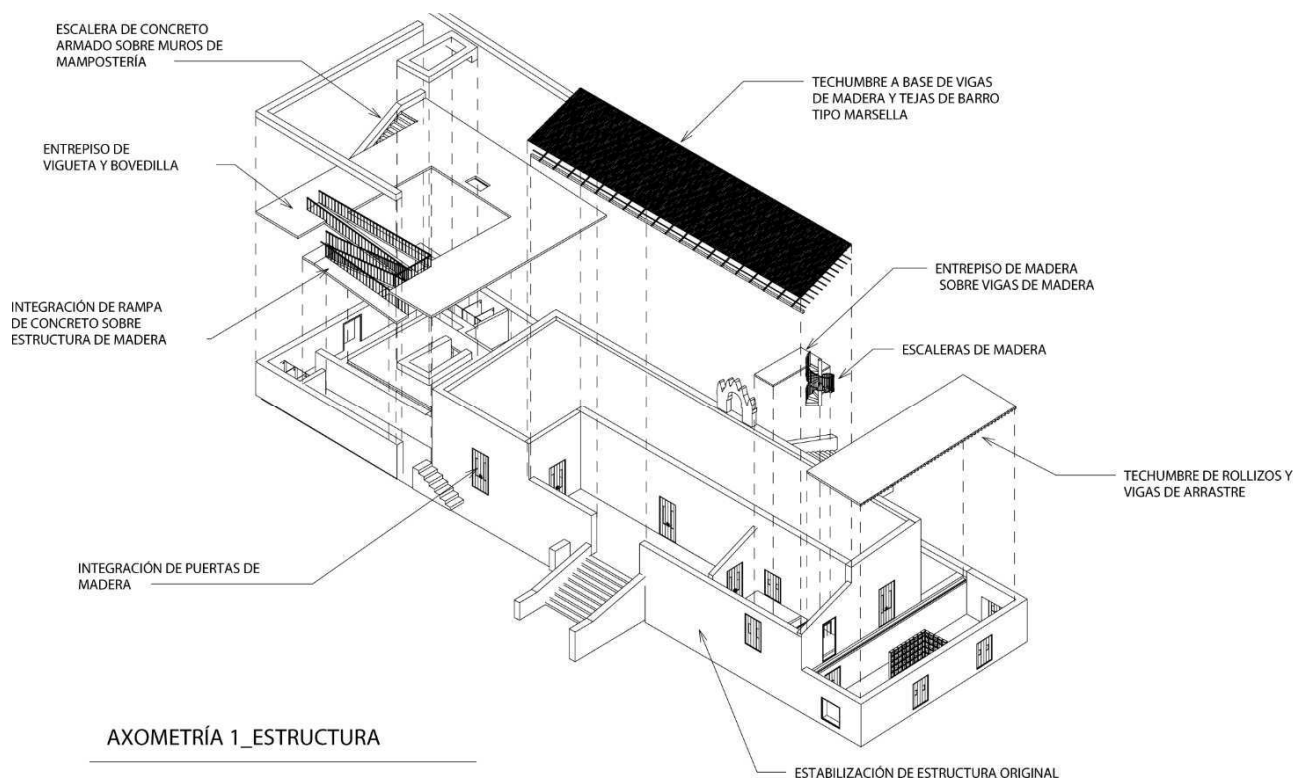 ESCALERA DE CONCRETO
ARMADO SOBRE MUROS DE
MAMPOSTERÍA
TECHUMBRE A BASE DE VIGAS
DE MADERA Y TEJAS DE BARRO
TIPO MARSELLA
ENTREPISO DE
VIGUETA Y BOVEDILLA
ENTREPISO DE MADERA
SOBRE VIGAS DE MADERA
INTEGRACIÓN DE RAMPA
DE CONCRETO SOBRE
ESTRUCTURA DE MADERA
ESCALERAS DE MADERA
TECHUMBRE DE ROLLIZOS Y
VIGAS DE ARRASTRE
INTEGRACIÓN DE PUERTAS DE
MADERA
AXOMETRÍA 1_ESTRUCTURA
ESTABILIZACIÓN DE ESTRUCTURA ORIGINAL